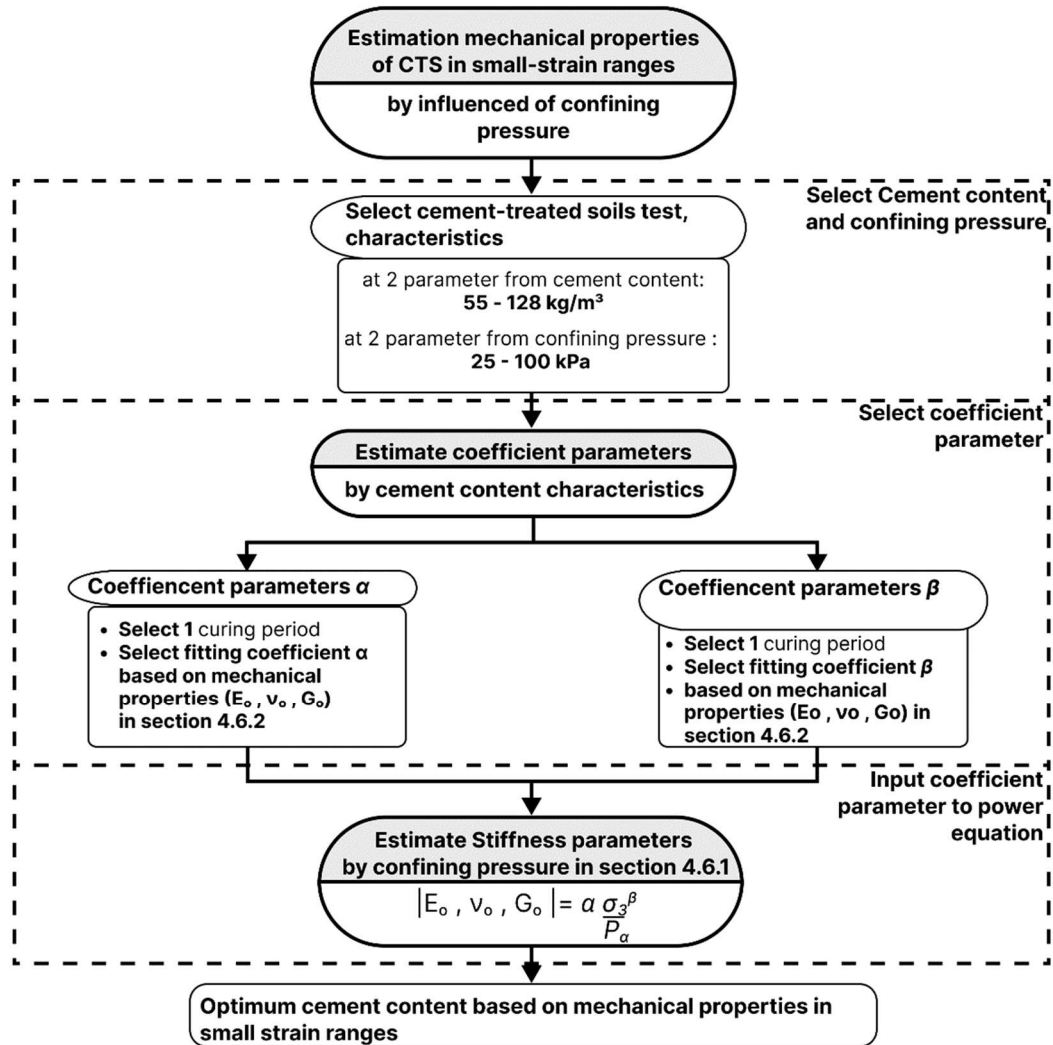 Estimation mechanical properties
of CTS in small-strain ranges
by influenced of confining
pressure
Select Cement content
and confining pressure
Select cement-treated soils test,
characteristics
at 2 parameter from cement content:
55 - 128 kg/m³
at 2 parameter from confining pressure :
25 - 100 kPa
Select coefficient
parameter
Estimate coefficient parameters
by cement content characteristics
Coeffiencent parameters α
• Select 1 curing period
• Select fitting coefficient α
based on mechanical
properties (Eₒ , νₒ , Gₒ)
in section 4.6.2
Coeffiencent parameters β
• Select 1 curing period
• Select fitting coefficient β
• based on mechanical
properties (Eo , vo , Go) in
section 4.6.2
Input coefficient
parameter to power
equation
Estimate Stiffness parameters
by confining pressure in section 4.6.1
|Eₒ , νₒ , Gₒ |= α σ₃ᵝ
Pα
Optimum cement content based on mechanical properties in
small strain ranges